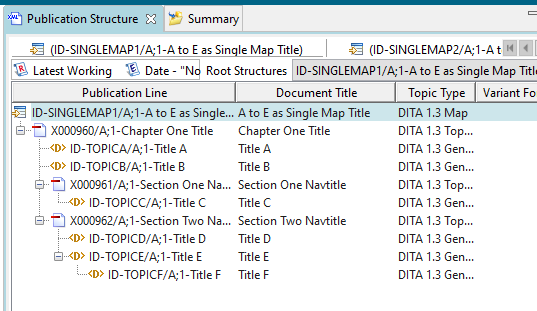 Publication Structure Summary
(ID-SINGLEMAP1/A;1-A to E as Single Map Title) (ID-SINGLEMAP2/A;1-A t
Latest Working Date - "No Root Structures (ID-SINGLEMAP1/A;1-A to E as Single Map Title
Publication Line Document Title Topic Type Variant Fo
ID-SINGLEMAP1/A;1-A to E as Single... A to E as Single Map Title DITA 1.3 Map
X000960/A;1-Chapter One Title Chapter One Title DITA 1.3 Top...
ID-TOPICA/A;1-Title A Title A DITA 1.3 Gen...
ID-TOPICB/A;1-Title B Title B DITA 1.3 Gen...
X000961/A;1-Section One Na... Section One Navtitle DITA 1.3 Top...
ID-TOPICC/A;1-Title C Title C DITA 1.3 Gen...
X000962/A;1-Section Two Na... Section Two Navtitle DITA 1.3 Top...
ID-TOPICD/A;1-Title D Title D DITA 1.3 Gen...
ID-TOPICE/A;1-Title E Title E DITA 1.3 Gen...
ID-TOPICF/A;1-Title F Title F DITA 1.3 Gen...